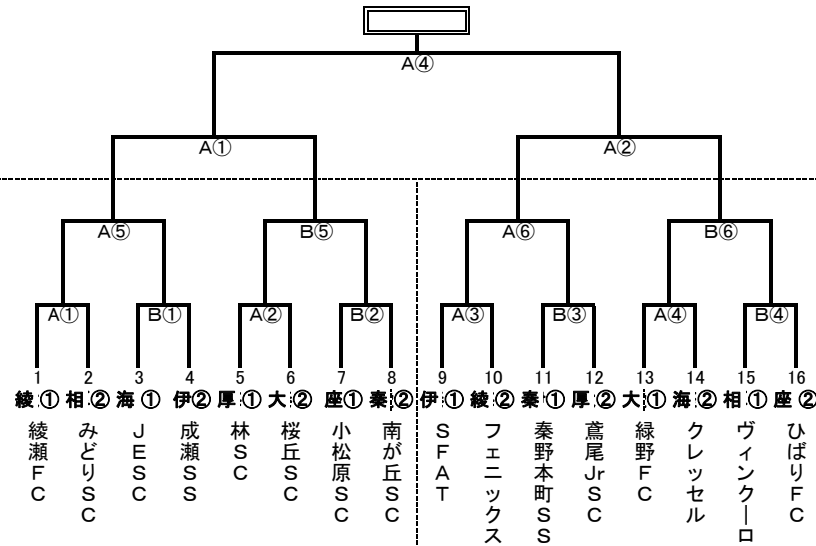 A④
A① A②
A⑤ B⑤ A⑥ B⑥
A① B① A② B② A③ B③ A④ B④
1 2 3 4 5 6 7 8 9 10 11 12 13 14 15 16
綾① 相② 海① 伊② 厚① 大② 座① 秦② 伊① 綾② 秦① 厚② 大① 海② 相① 座②
綾瀬FC
みどりSC
JESC
成瀬SS
林SC
桜丘SC
小松原SC
南が丘SC
SFAT
フェニックス
秦野本町SS
鳶尾JrSC
緑野FC
クレッセル
ヴィンクーロ
ひばりFC